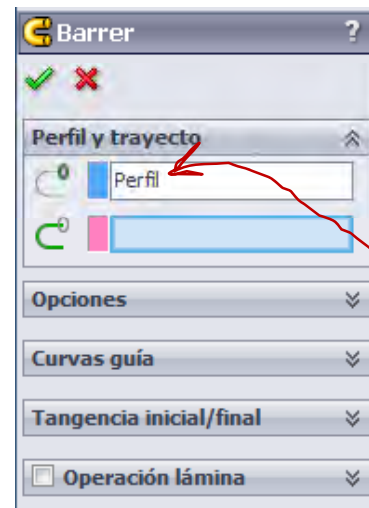 Barrer ?
Perfil y trayecto
Perfil
Opciones
Curvas guía
Tangencia inicial/final
Operación lámina